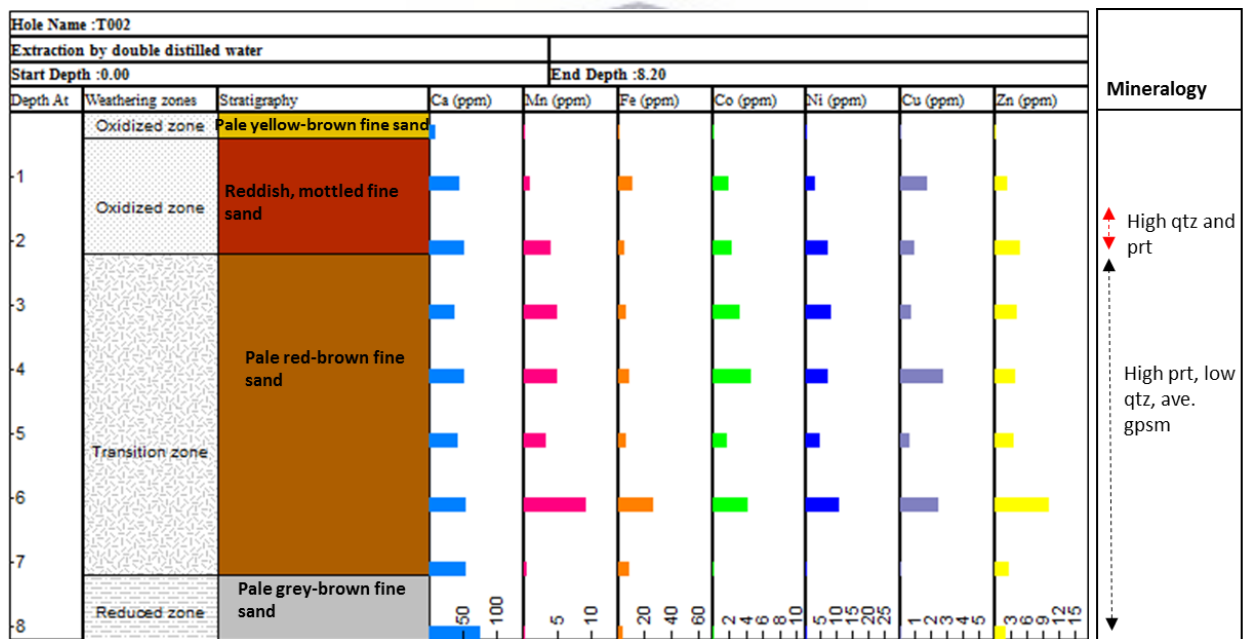 Hole Name :T002
Extraction by double distilled water
Start Depth :0.00 End Depth :8.20
Depth At Weathering zones Stratigraphy Ca (ppm) Mn (ppm) Fe (ppm) Co (ppm) Ni (ppm) Cu (ppm) Zn (ppm)
Mineralogy
Oxidized zone Pale yellow-brown fine sand
-1
Reddish, mottled fine
sand
Oxidized zone
-2
High qtz and
prt
-3
Pale red-brown fine
sand
-4
High prt, low
qtz, ave.
gpsm
-5
Transition zone
-6
-7
Pale grey-brown fine
sand
Reduced zone
-8
50 100 5 10 20 40 60 2 4 6 8 10 5 10 15 20 25 1 2 3 4 5 3 6 9 12 15